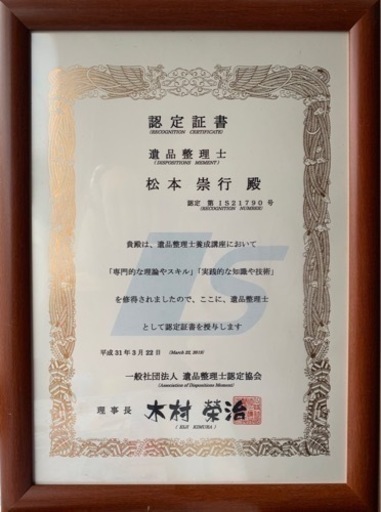 認定証書
(RECOGNITION CERTIFICATE)
遺品整理士
(DISPOSITIONS MEMENT)
松本 崇行 殿
認定 第 IS21790 号
(RECOGNITION NUMBER)
貴殿は、遺品整理士養成講座において
「専門的な理論やスキル」「実践的な知識や技術」
を修得されましたので、ここに、遺品整理士
として認定証書を授与します
平成31年3月22日 (March 22, 2019)
一般社団法人 遺品整理士認定協会
(Association of Dispositions Mement)
理事長 木村 榮治
(EIJI KIMURA)
Is